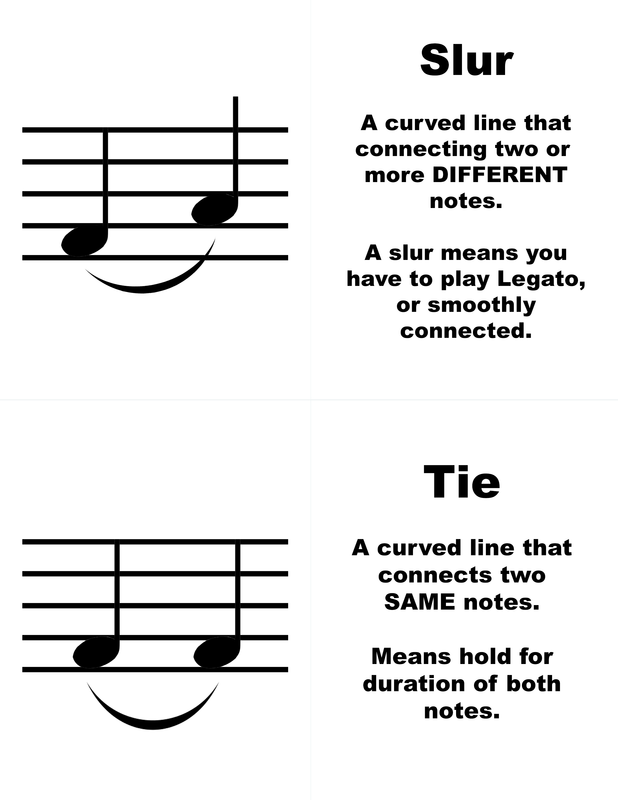 Slur
A curved line that
connecting two or
more DIFFERENT
notes.
A slur means you
have to play Legato,
or smoothly
connected.
Tie
A curved line that
connects two
SAME notes.
Means hold for
duration of both
notes.